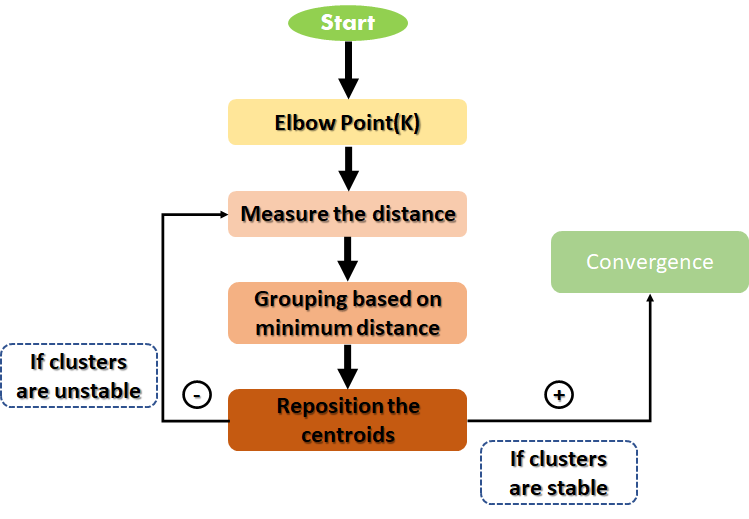 Start
Elbow Point(K)
Measure the distance
Convergence
Grouping based on
minimum distance
If clusters
are unstable
-
+
Reposition the
centroids
If clusters
are stable